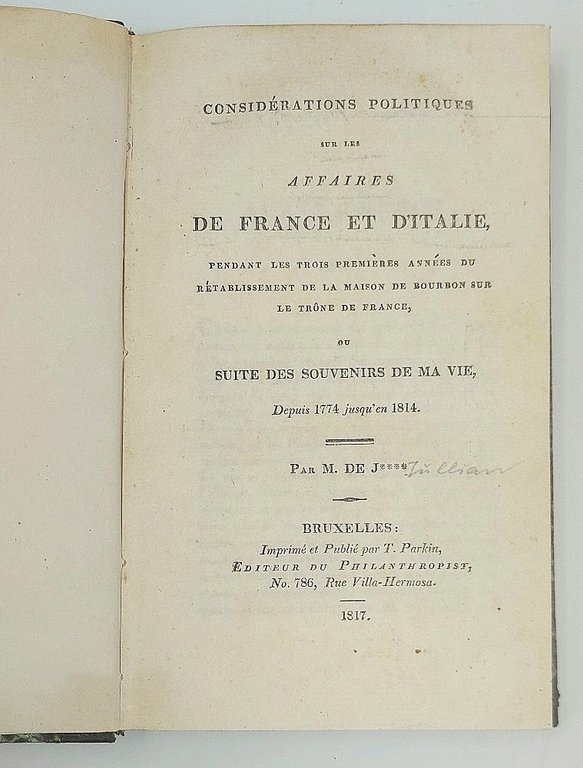 CONSIDÉRATIONS POLITIQUES
SUR LES
AFFAIRES
DE FRANCE ET D'ITALIE,
PENDANT LES TROIS PREMIÈRES ANNÉES DU
RÉTABLISSEMENT DE LA MAISON DE BOURBON SUR
LE TRÔNE DE FRANCE,
OU
SUITE DES SOUVENIRS DE MA VIE,
Depuis 1774 jusqu'en 1814.
PAR M. DE J**** Jullian
BRUXELLES:
Imprimé et Publié par T. Parkin,
EDITEUR DU PHILANTHROPIST,
No. 786, Rue Villa-Hermosa.
1817.